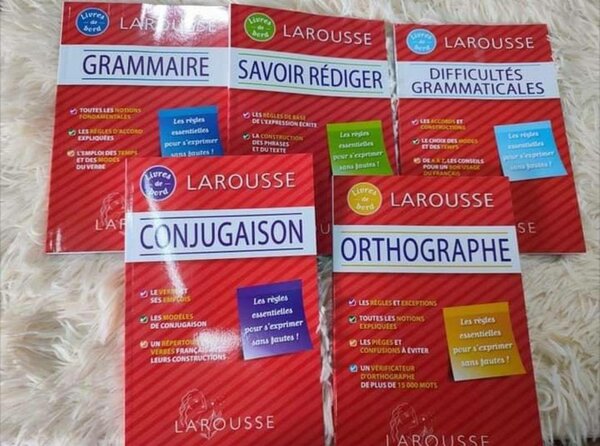 Livres de bord
LAROUSSE
GRAMMAIRE
TOUTES LES NOTIONS
FONDAMENTALES
LES RÈGLES D'ACCORD
EXPLIQUÉES
L'EMPLOI DES TEMPS
ET DES MODES
DU VERBE
Les règles
essentielles
pour s'exprimer
sans fautes !
Livres de bord
LAROUSSE
SAVOIR RÉDIGER
LES RÈGLES DE BASE
DE L'EXPRESSION ÉCRITE
LA CONSTRUCTION
DES PHRASES
ET DU TEXTE
Les règles
essentielles
pour s'exprimer
sans fautes !
Livres de bord
LAROUSSE
DIFFICULTÉS
GRAMMATICALES
LES ACCORDS ET
CONSTRUCTIONS
LE CHOIX DES MODES
ET DES TEMPS
DE A À Z, LES CONSEILS
POUR UN BON USAGE
DU FRANÇAIS
Les règles
essentielles
pour s'exprimer
sans fautes !
LAROUSSE
Livres de bord
LAROUSSE
CONJUGAISON
LE VERBE ET
SES EMPLOIS
LES MODÈLES
DE CONJUGAISON
UN RÉPERTOIRE
VERBES FRANÇAIS
LEURS CONSTRUCTIONS
Les règles
essentielles
pour s'exprimer
sans fautes !
LAROUSSE
Livres de bord
LAROUSSE
ORTHOGRAPHE
LES RÈGLES ET EXCEPTIONS
TOUTES LES NOTIONS
EXPLIQUÉES
LES PIÈGES ET
CONFUSIONS À ÉVITER
UN VÉRIFICATEUR
D'ORTHOGRAPHE
DE PLUS DE 15 000 MOTS
Les règles
essentielles
pour s'exprimer
sans fautes !
LAROUSSE